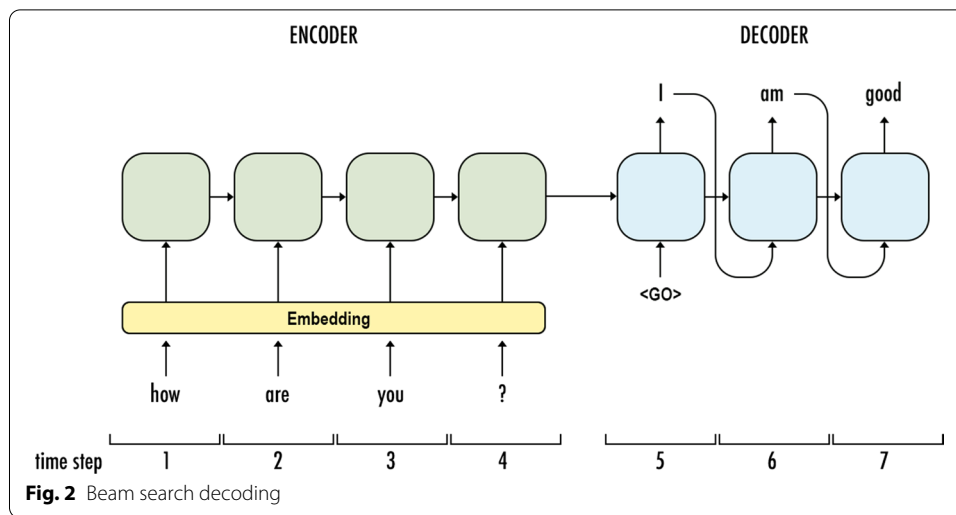 ENCODER DECODER
I am good
<GO>
Embedding
how are you ?
time step 1 2 3 4 5 6 7
Fig. 2 Beam search decoding